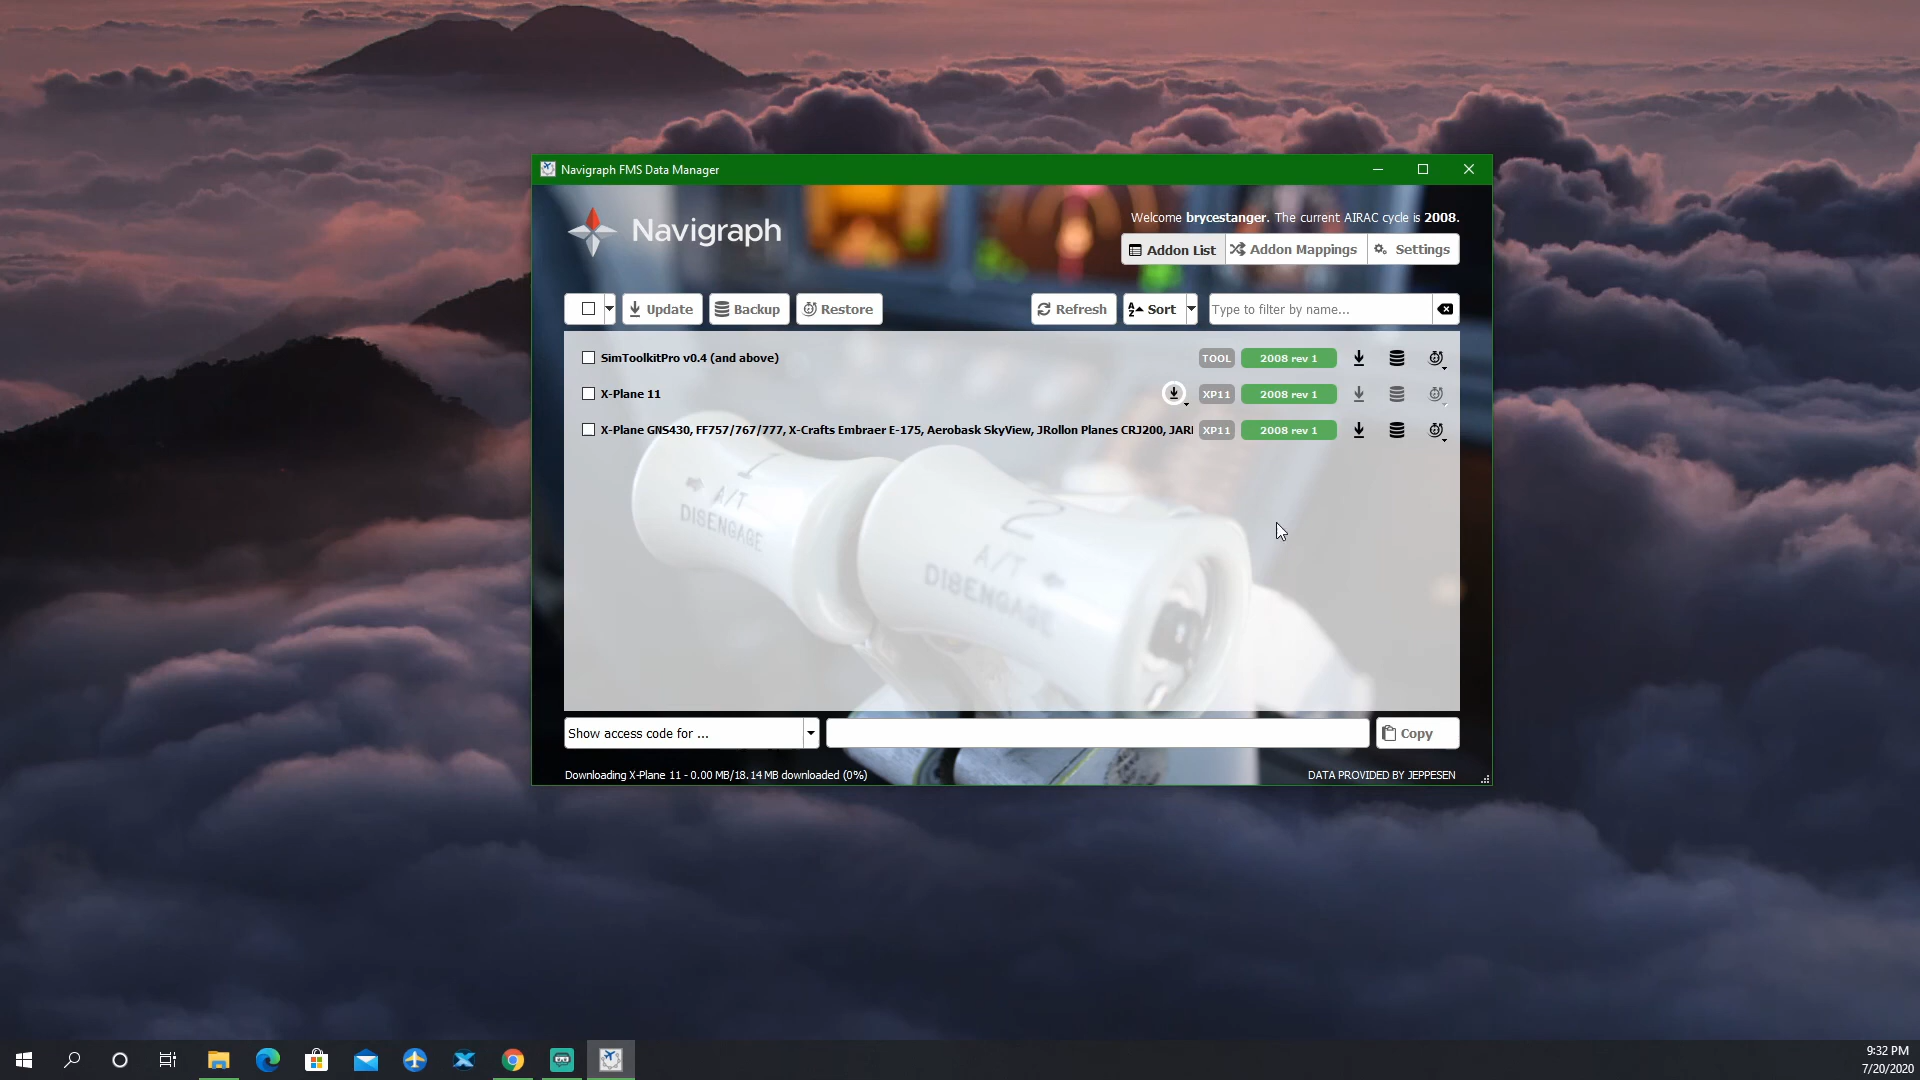 Navigraph FMS Data Manager
Navigraph
Welcome brycestanger. The current AIRAC cycle is 2008.
Addon List
Addon Mappings
Settings
Update
Backup
Restore
Refresh
Sort
Type to filter by name...
SimToolkitPro v0.4 (and above)
TOOL
2008 rev 1
X-Plane 11
XP11
2008 rev 1
X-Plane GNS430, FF757/767/777, X-Crafts Embraer E-175, Aerobask SkyView, JRollon Planes CRJ200, JARI
XP11
2008 rev 1
1
A/T
DISENGAGE
2
A/T
DISENGAGE
Show access code for ...
Copy
Downloading X-Plane 11 - 0.00 MB/18.14 MB downloaded (0%)
DATA PROVIDED BY JEPPESEN
9:32 PM
7/20/2020